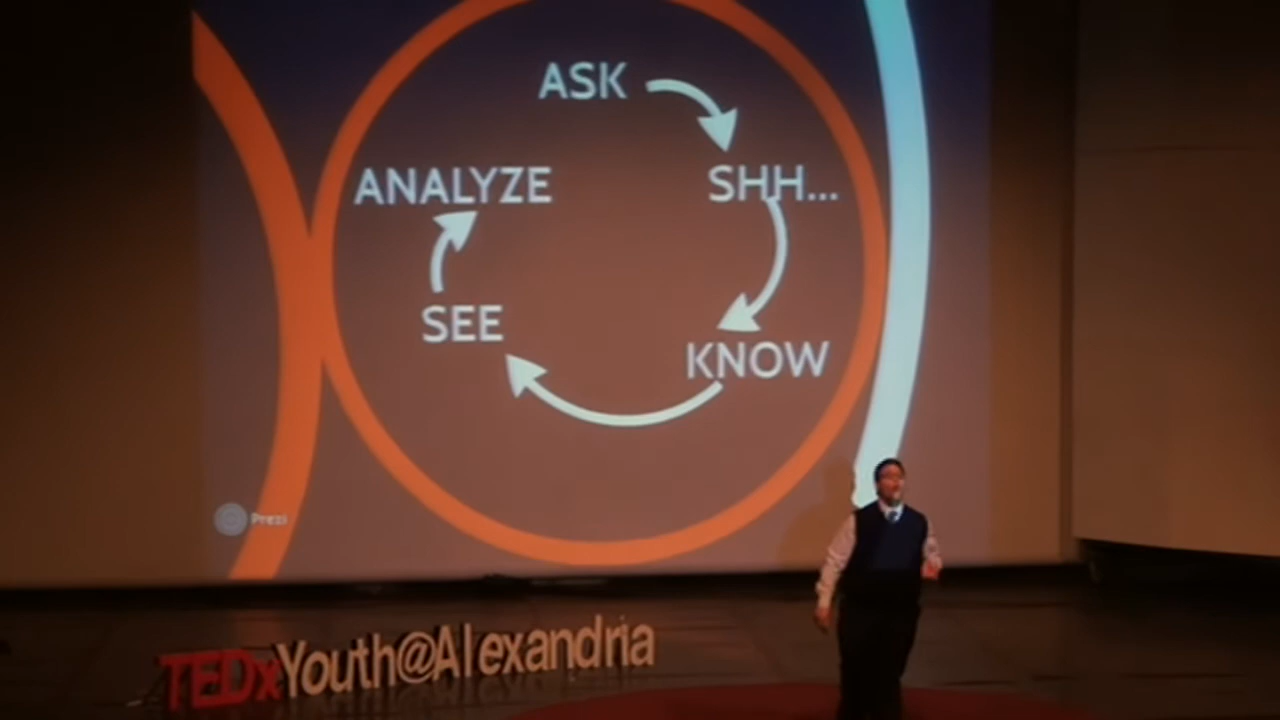 ASK
SHH...
KNOW
SEE
ANALYZE
Prezi
TEDxYouth@Alexandria